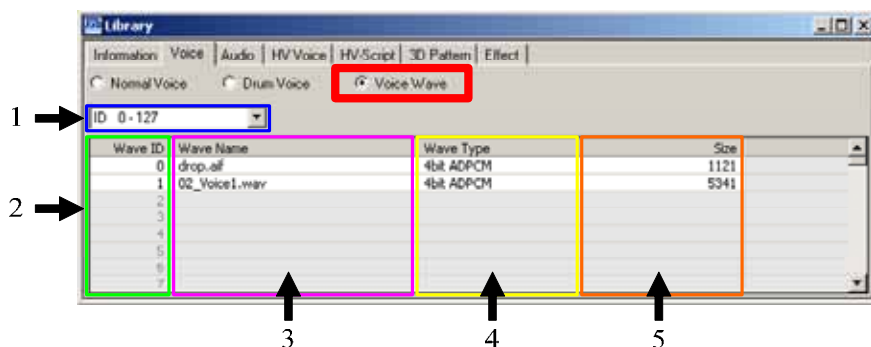 Library
Information Voice Audio HV Voice HV-Script 3D Pattern Effect
Normal Voice Drum Voice Voice Wave
1
ID 0 - 127
Wave ID Wave Name Wave Type Size
0 drop.aif 4bit ADPCM 1121
1 02_Voice1.wav 4bit ADPCM 5341
2
2
3
4
5
6
7
3 4 5